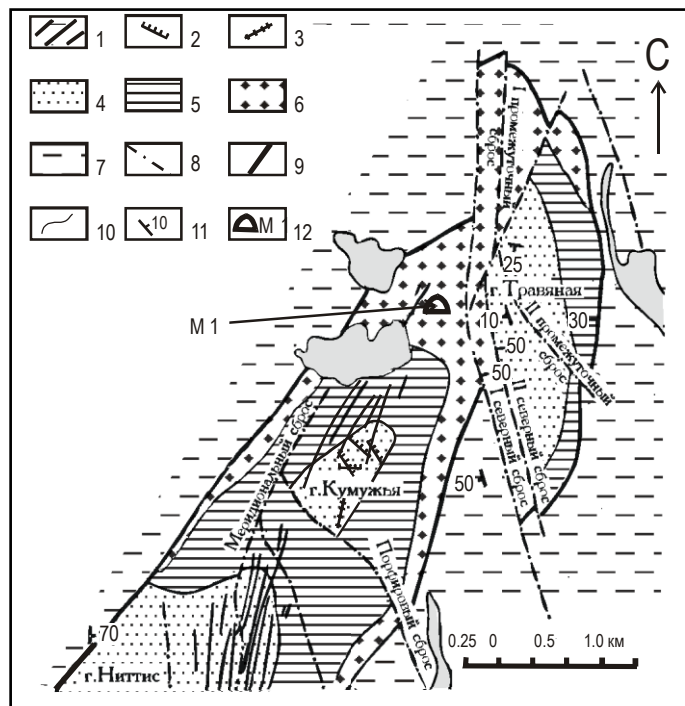 1
2
3
4
5
6
7
8
9
10
10
11
М 1
12
С
I промежуточный
сброс
25
г. Травяная
М 1
10
30
50
II промежуточный
сброс
50
II северный сброс
I северный сброс
50
Меридиональный сброс
г. Кумужья
Порфировый сброс
70
г. Ниттис
0.25 0 0.5 1.0 км